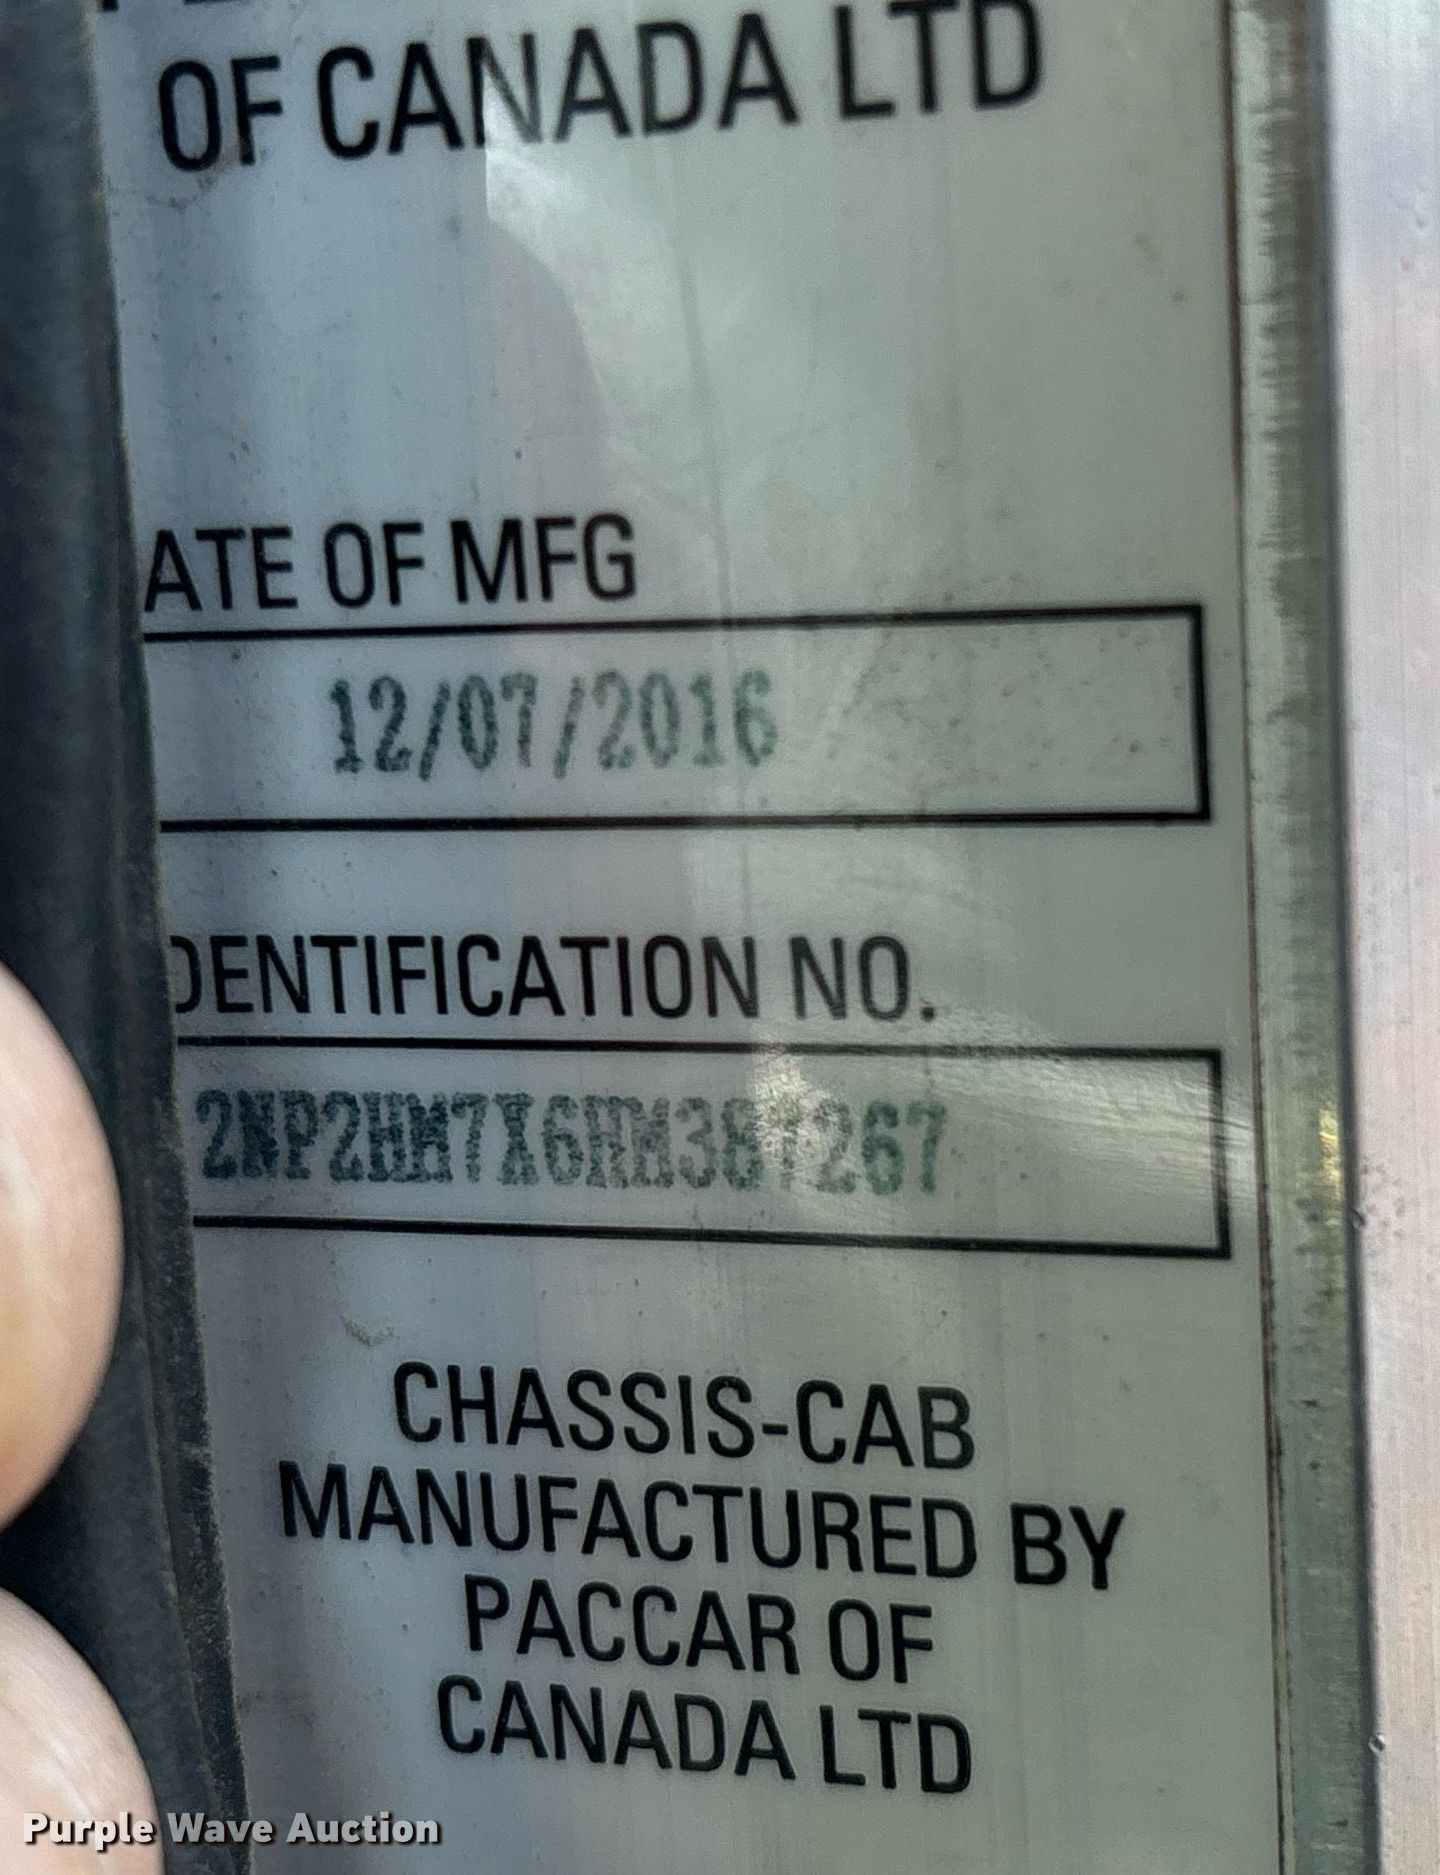 OF CANADA LTD
ATE OF MFG
12/07/2016
DENTIFICATION NO.
2NP2HM7X6HM387267
CHASSIS-CAB
MANUFACTURED BY
PACCAR OF
CANADA LTD
Purple Wave Auction